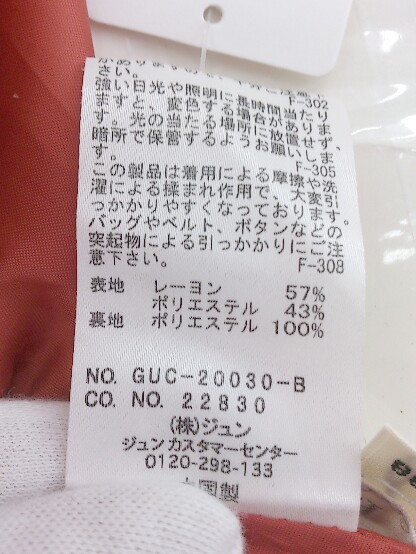 さい。 F-302
強い日光や照明に長時間当たりますと、変色する場合があります。光の当たる場所に放置せず、暗所で保管するようお願いします。 F-305
この製品は着用による摩擦や洗
濯による揉まれ作用で、大変引
っかかりやすくなっております。
バッグやベルト、ボタンなどの
突起物による引っかかりにご注
意下さい。 F-308
表地 レーヨン 57%
ポリエステル 43%
裏地 ポリエステル 100%
NO. GUC-20030-B
CO. NO. 22830
(株)ジュン
ジュンカスタマーセンター
0120-298-133
中国製